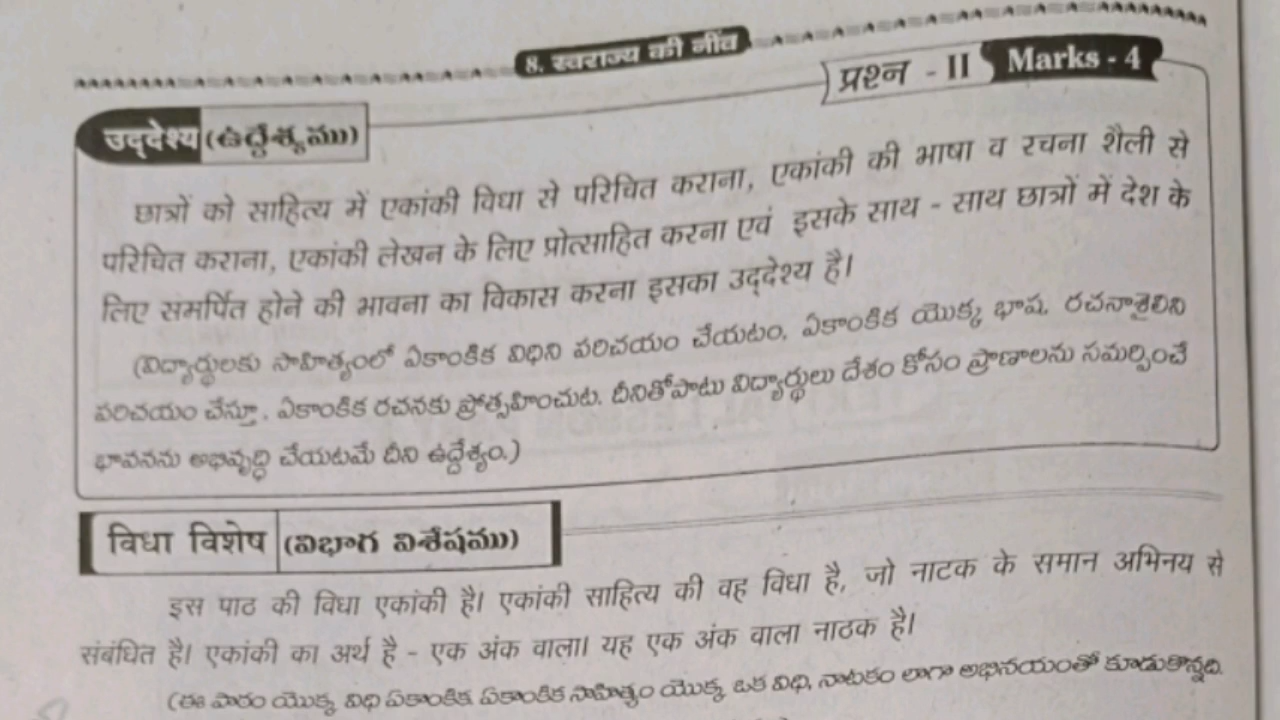 8. स्वराज्य की नींव
प्रश्न - II Marks - 4
उद्देश्य (ఉద్దేశ్యము)
छात्रों को साहित्य में एकांकी विधा से परिचित कराना, एकांकी की भाषा व रचना शैली से
परिचित कराना, एकांकी लेखन के लिए प्रोत्साहित करना एवं इसके साथ - साथ छात्रों में देश के
लिए समर्पित होने की भावना का विकास करना इसका उद्देश्य है।
(విద్యార్థులకు సాహిత్యంలో ఏకాంకిక విధిని పరిచయం చేయటం, ఏకాంకిక యొక్క భాష, రచనాశైలిని
పరిచయం చేస్తూ, ఏకాంకిక రచనకు ప్రోత్సహించుట. దీనితోపాటు విద్యార్థులు దేశం కోసం ప్రాణాలను సమర్పించే
భావనను అభివృద్ధి చేయటమే దీని ఉద్దేశ్యం.)
विधा विशेष (విభాగ విశేషము)
इस पाठ की विधा एकांकी है। एकांकी साहित्य की वह विधा है, जो नाटक के समान अभिनय से
संबंधित है। एकांकी का अर्थ है - एक अंक वाला। यह एक अंक वाला नाठक है।
(ఈ పాఠం యొక్క విధి ఏకాంకిక. ఏకాంకిక సాహిత్యం యొక్క ఒక విధి, నాటకం లాగా అభినయంతో కూడుకొన్నది.